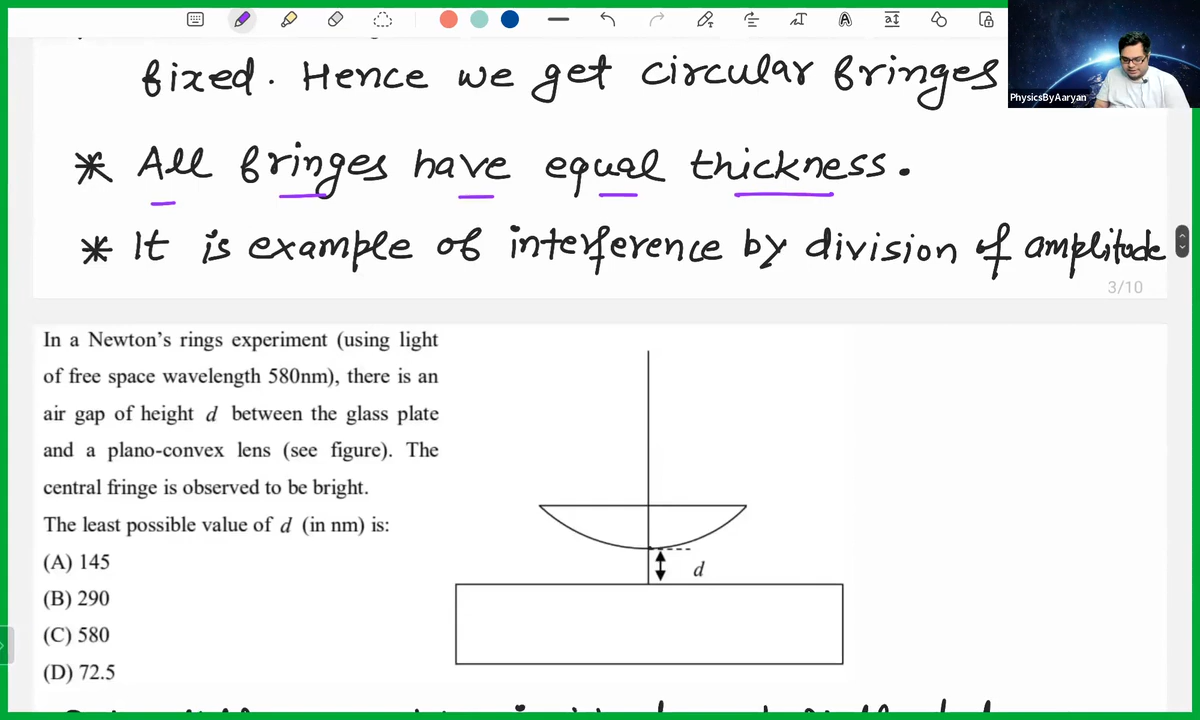 fixed. Hence we get circular fringes
PhysicsByAaryan
* All fringes have equal thickness.
* It is example of interference by division of amplitude
3/10
In a Newton's rings experiment (using light
of free space wavelength 580nm), there is an
air gap of height d between the glass plate
and a plano-convex lens (see figure). The
central fringe is observed to be bright.
The least possible value of d (in nm) is:
(A) 145
(B) 290
(C) 580
(D) 72.5
d